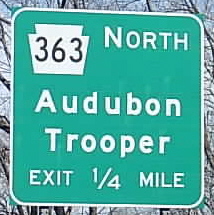 363 NORTH
Audubon
Trooper
EXIT 1/4 MILE